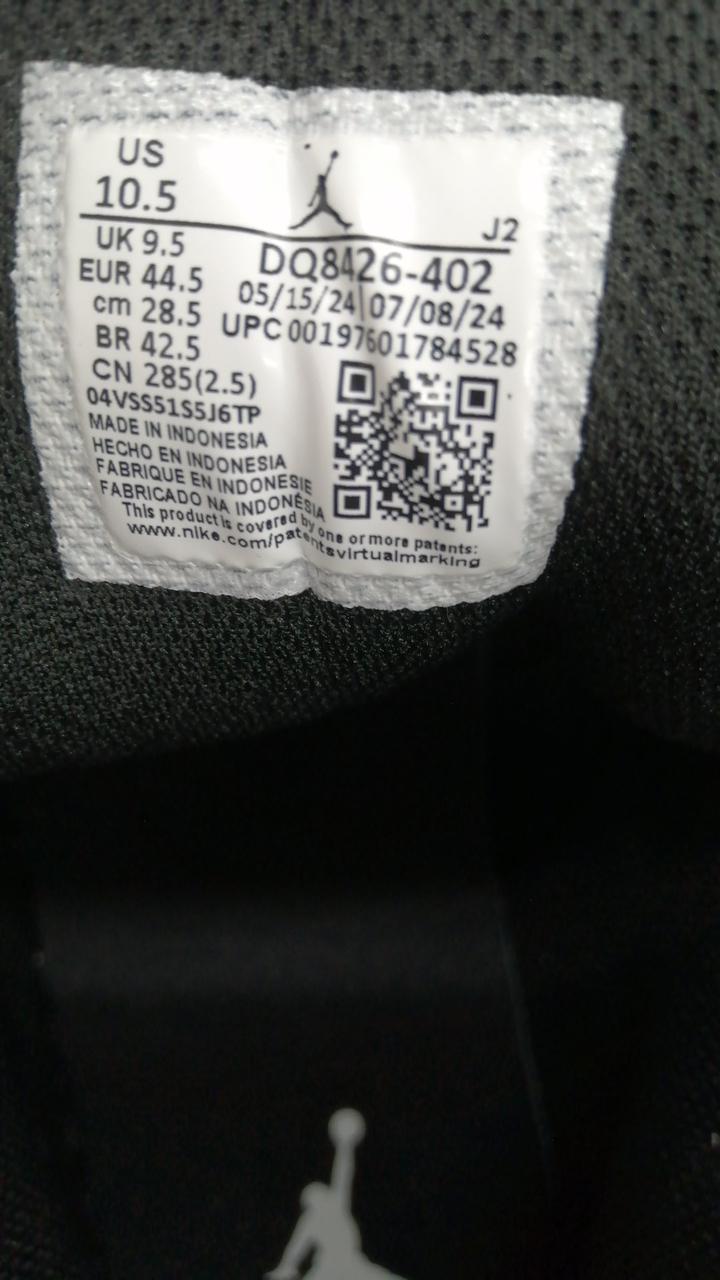 US
10.5
J2
UK 9.5
EUR 44.5
cm 28.5
BR 42.5
CN 285(2.5)
DQ8426-402
05/15/24 07/08/24
UPC 00197601784528
04VSS51S5J6TP
MADE IN INDONESIA
HECHO EN INDONESIA
FABRIQUE EN INDONESIE
FABRICADO NA INDONÉSIA
This product is covered by one or more patents:
www.nike.com/patentsvirtualmarking